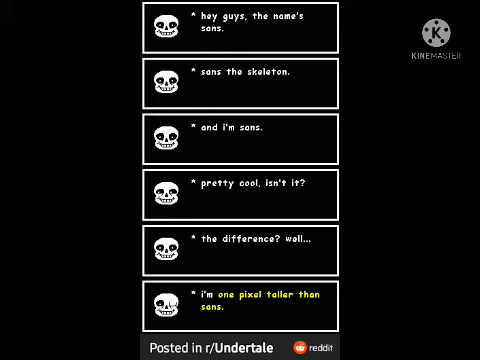 * hey guys, the name's
sans.
KINEMASTER
* sans the skeleton.
* and i'm sans.
* pretty cool, isn't it?
* the difference? well...
* i'm one pixel taller than
sans.
Posted in r/Undertale reddit